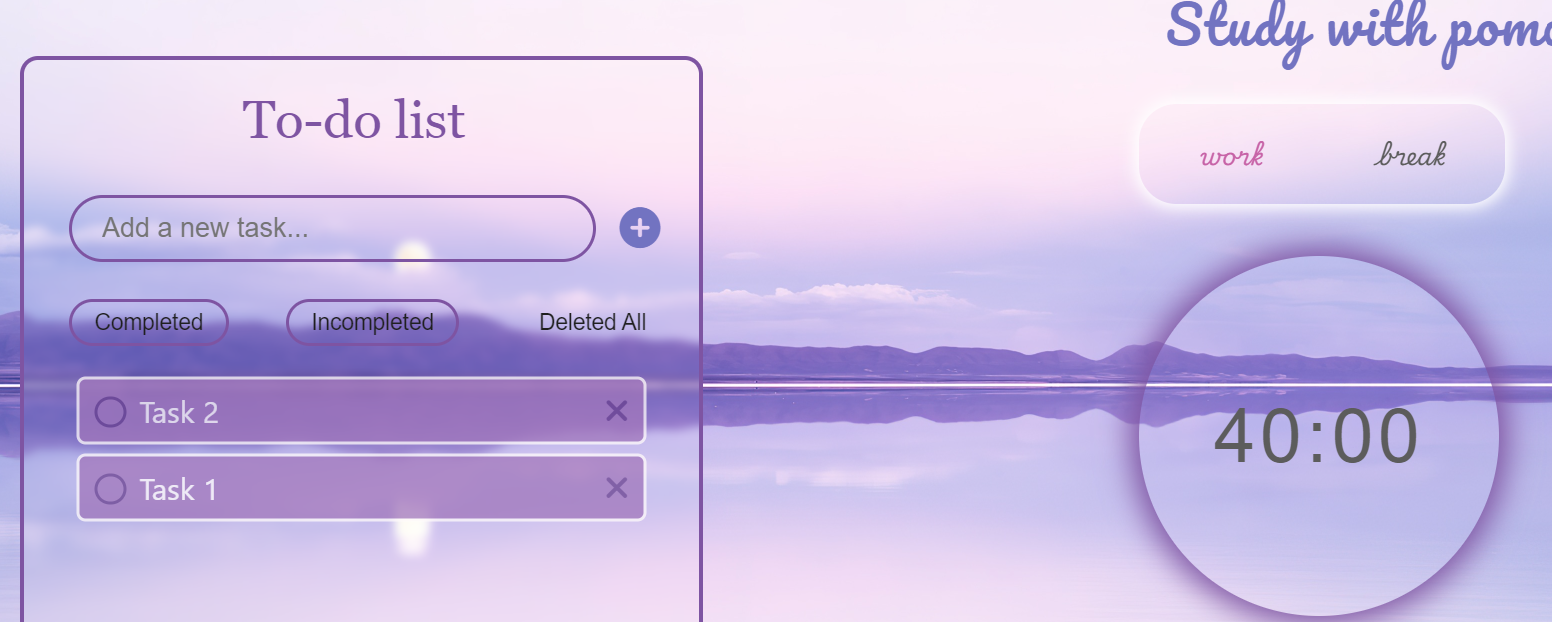 To-do list
Add a new task...
Completed
Incompleted
Deleted All
Task 2
Task 1
Study with
work
break
40:00